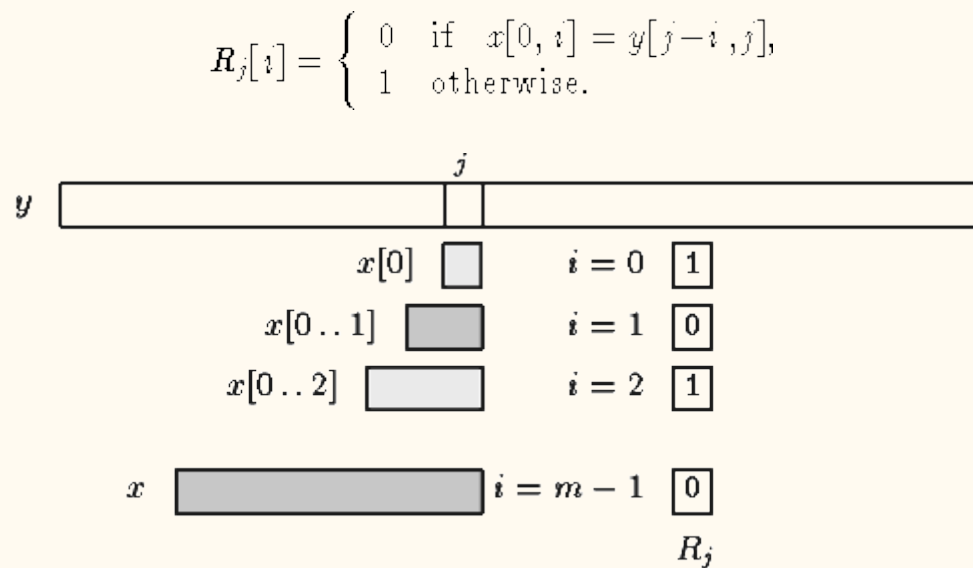 R_j[i] = { 0 if x[0, i] = y[j−i ,j],
1 otherwise.
j
y
x[0] i = 0 1
x[0 . . 1] i = 1 0
x[0 . . 2] i = 2 1
x i = m − 1 0
R_j